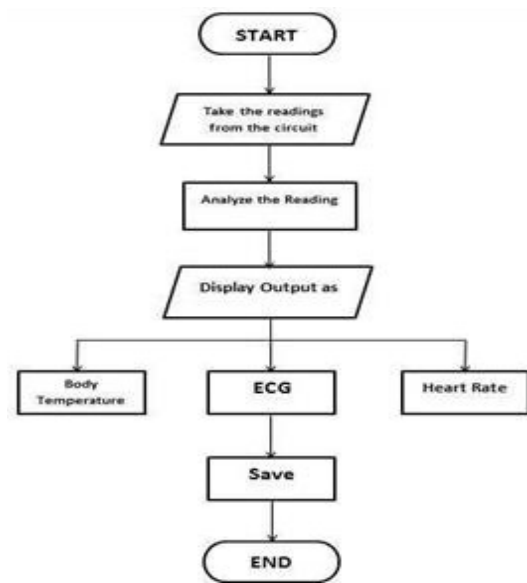 START
Take the readings
from the circuit
Analyze the Reading
Display Output as
Body
Temperature
ECG
Heart Rate
Save
END